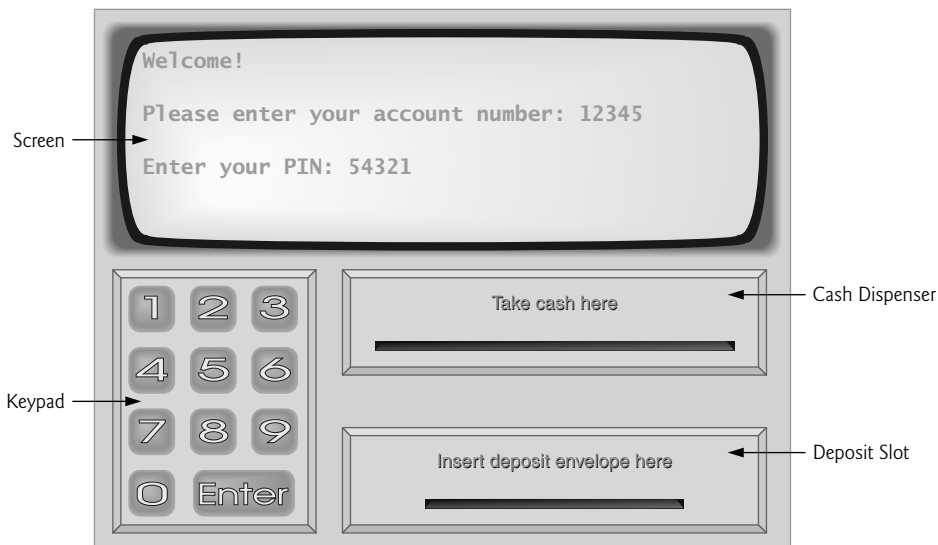 Welcome!
Please enter your account number: 12345
Screen
Enter your PIN: 54321
1 2 3
Take cash here
Cash Dispenser
4 5 6
Keypad
7 8 9
Insert deposit envelope here
Deposit Slot
0 Enter